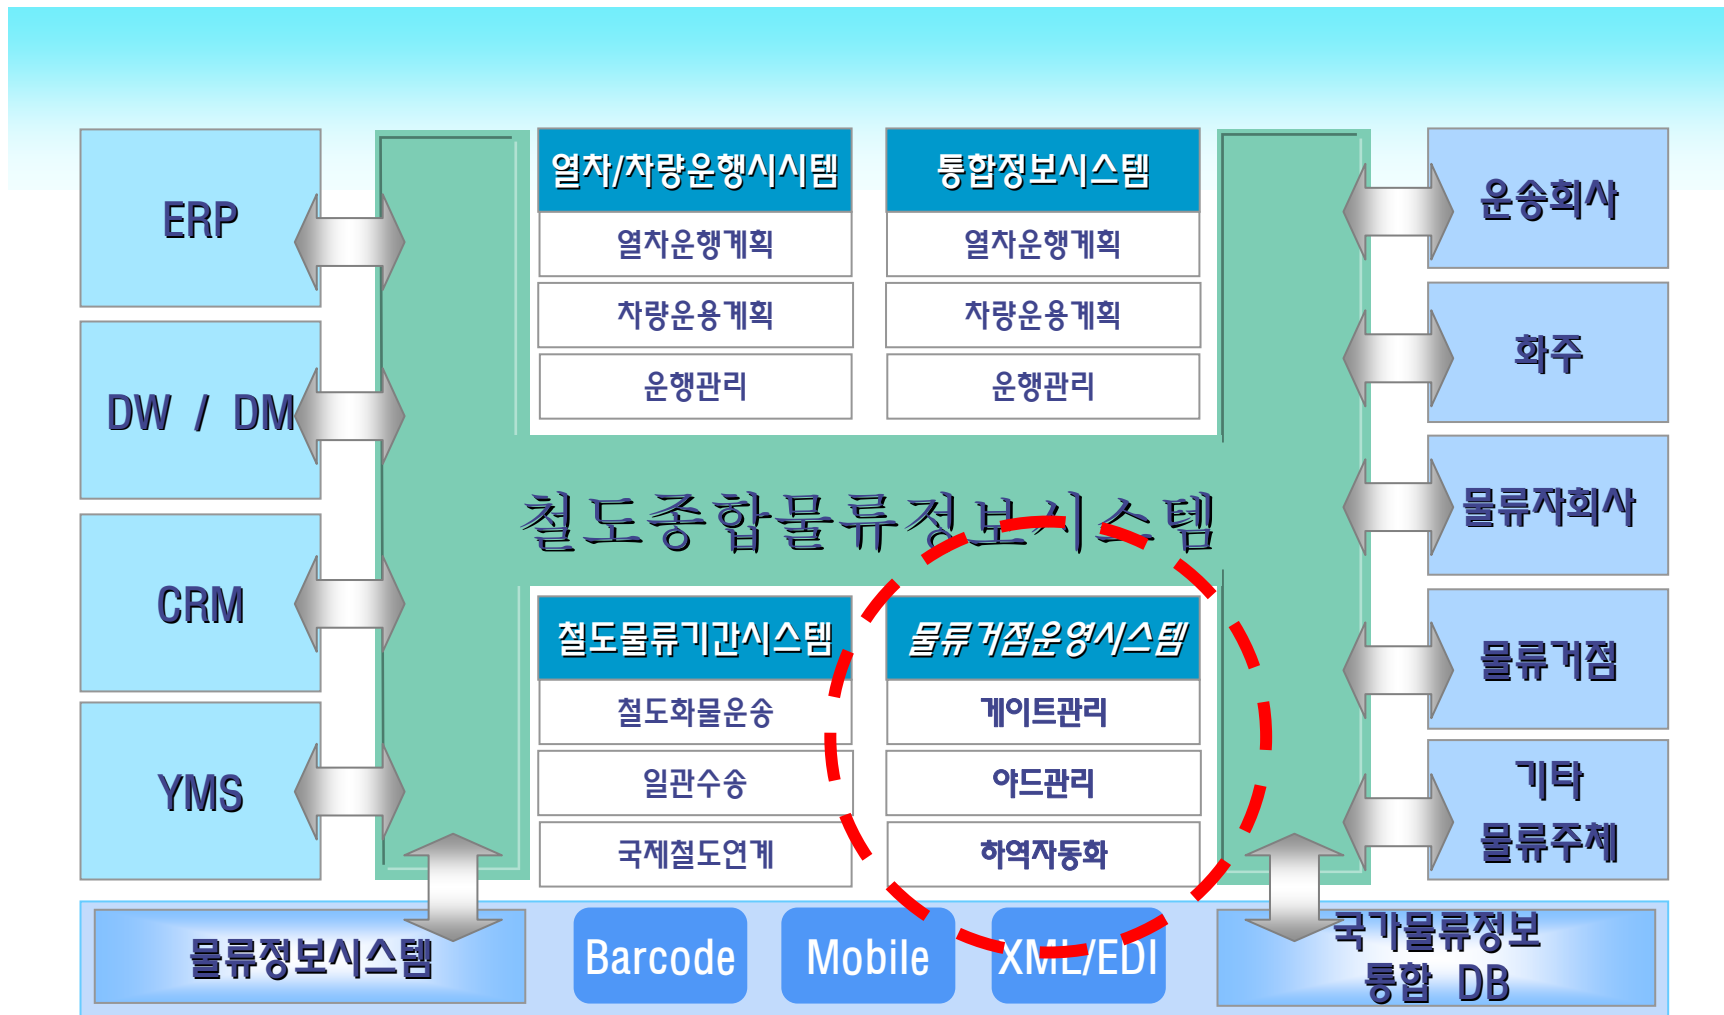 ERP
DW / DM
CRM
YMS
열차/차량운행시시템
열차운행계획
차량운용계획
운행관리
통합정보시스템
열차운행계획
차량운용계획
운행관리
철도종합물류정보시스템
철도물류기간시스템
철도화물운송
일관수송
국제철도연계
물류거점운영시스템
게이트관리
야드관리
하역자동화
운송회사
화주
물류자회사
물류거점
기타
물류주체
물류정보시스템
Barcode
Mobile
XML/EDI
국가물류정보
통합 DB